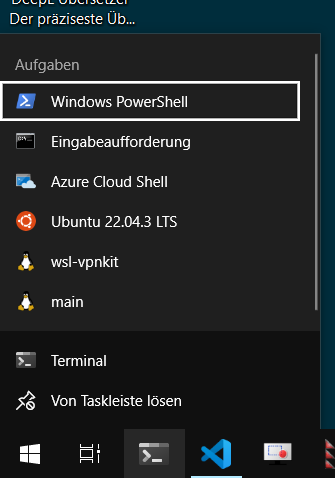 DeepL Übersetzer
Der präziseste Üb...
Aufgaben
Windows PowerShell
Eingabeaufforderung
Azure Cloud Shell
Ubuntu 22.04.3 LTS
wsl-vpnkit
main
Terminal
Von Taskleiste lösen